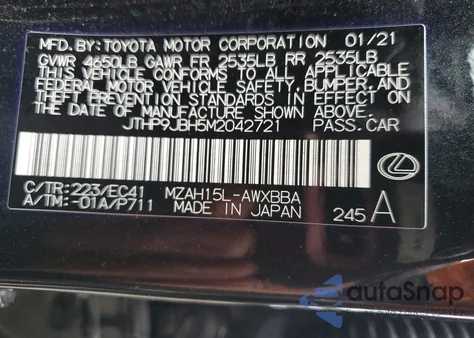 MFD.BY:TOYOTA MOTOR CORPORATION 01/21
GVWR 4650LB GAWR FR 2535LB RR 2535LB
THIS VEHICLE CONFORMS TO ALL APPLICABLE
FEDERAL MOTOR VEHICLE SAFETY,BUMPER,AND
THEFT PREVENTION STANDARDS IN EFFECT ON
THE DATE OF MANUFACTURE SHOWN ABOVE.
JTHP9JBH5M2042721 PASS.CAR
C/TR:223/EC41 MZAH15L-AWXBBA
A/TM:-01A/P711 MADE IN JAPAN 245 A
autoSnap